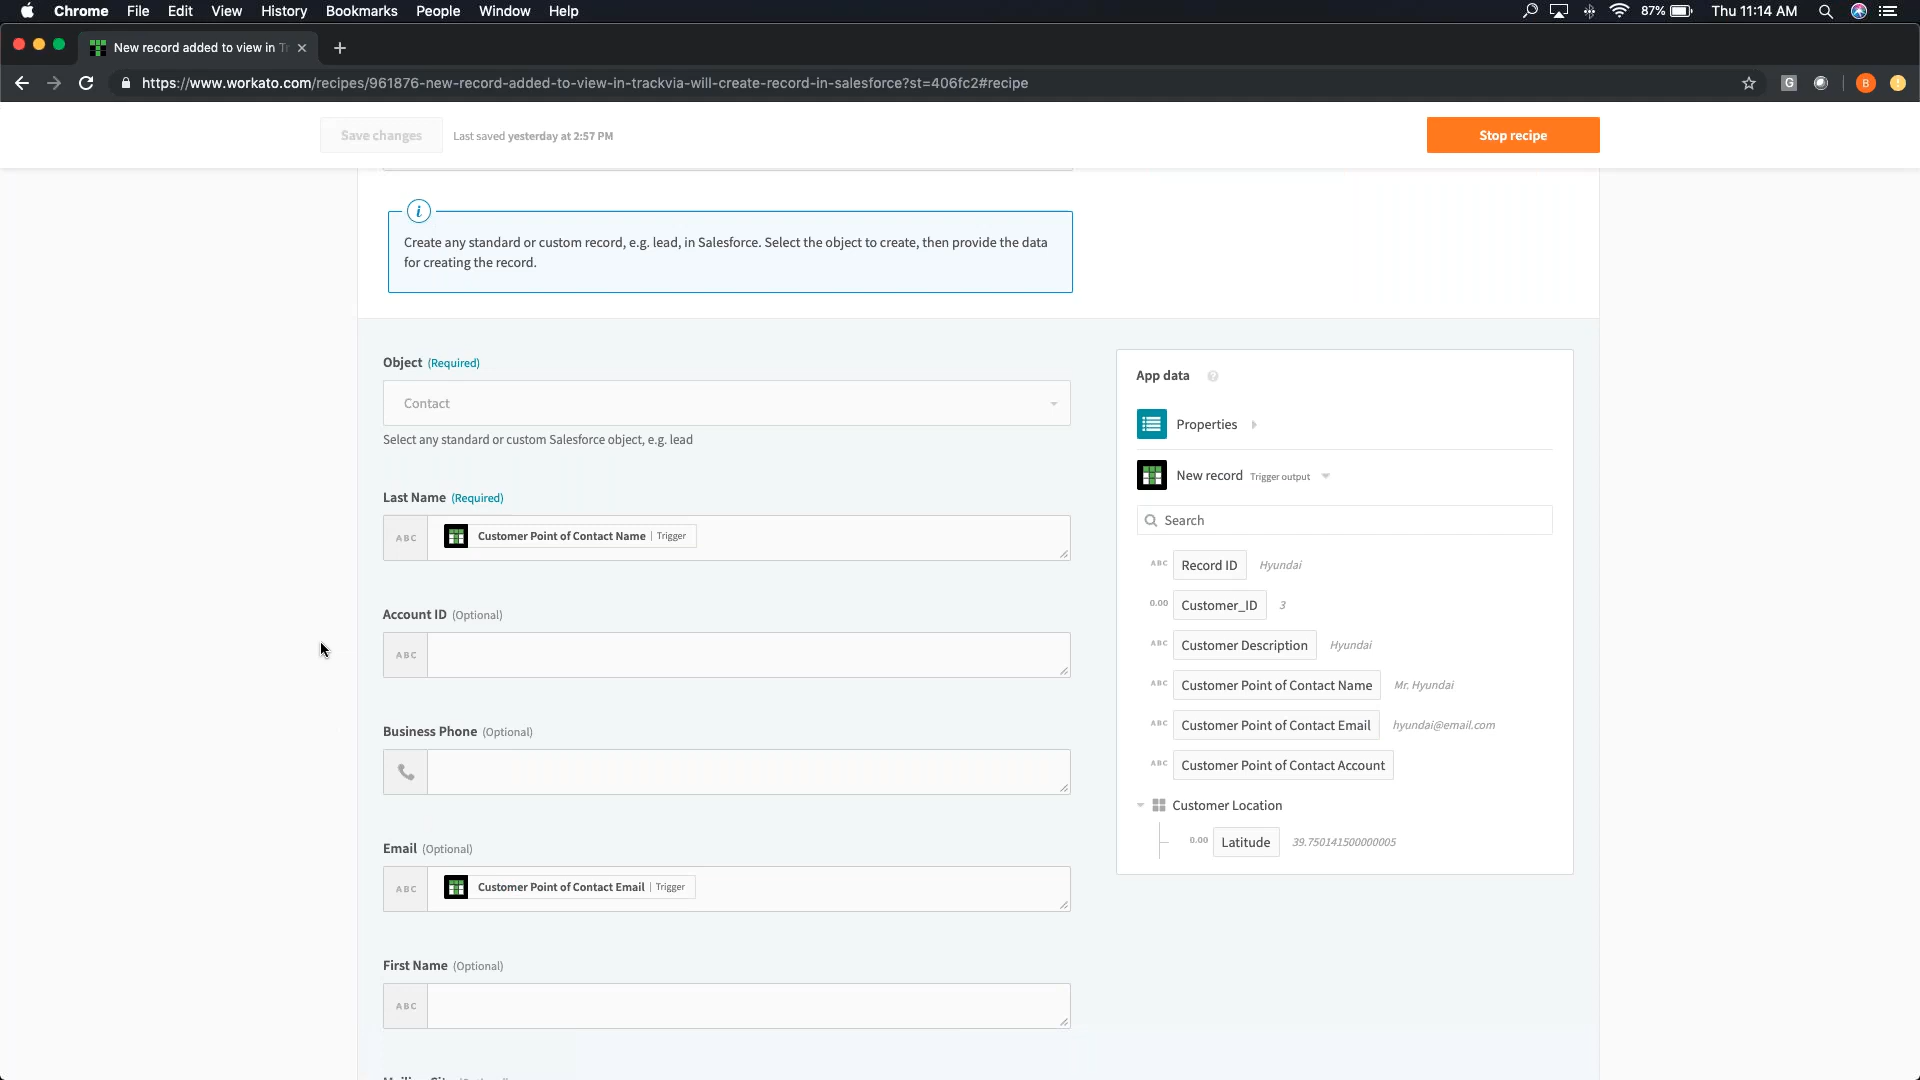 Chrome File Edit View History Bookmarks People Window Help 87% Thu 11:14 AM
New record added to view in Tr
https://www.workato.com/recipes/961876-new-record-added-to-view-in-trackvia-will-create-record-in-salesforce?st=406fc2#recipe G B
Save changes Last saved yesterday at 2:57 PM Stop recipe
i
Create any standard or custom record, e.g. lead, in Salesforce. Select the object to create, then provide the data
for creating the record.
Object (Required)
Contact
Select any standard or custom Salesforce object, e.g. lead
Last Name (Required)
ABC Customer Point of Contact Name | Trigger
Account ID (Optional)
ABC
Business Phone (Optional)
Email (Optional)
ABC Customer Point of Contact Email | Trigger
First Name (Optional)
ABC
App data ?
Properties
New record Trigger output
Search
ABC Record ID Hyundai
0.00 Customer_ID 3
ABC Customer Description Hyundai
ABC Customer Point of Contact Name Mr. Hyundai
ABC Customer Point of Contact Email hyundai@email.com
ABC Customer Point of Contact Account
Customer Location
0.00 Latitude 39.750141500000005